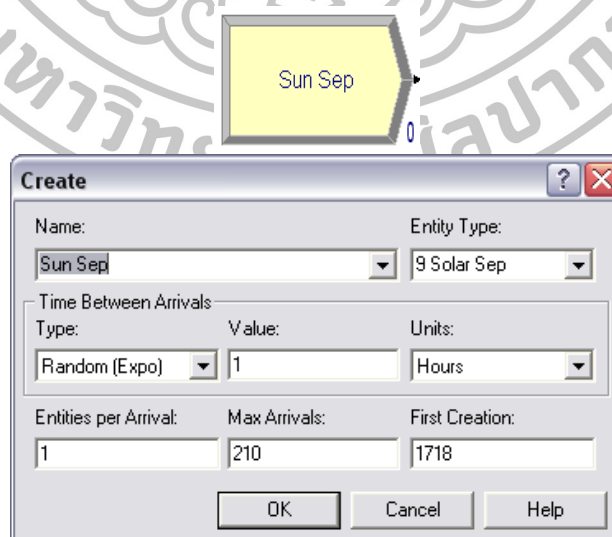 Sun Sep
0
Create
Name: Entity Type:
Sun Sep 9 Solar Sep
Time Between Arrivals
Type: Value: Units:
Random (Expo) 1 Hours
Entities per Arrival: Max Arrivals: First Creation:
1 210 1718
OK Cancel Help